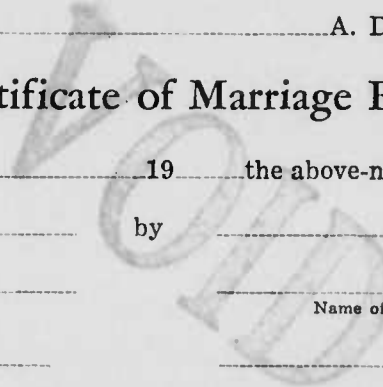 A. D
tificate of Marriage
19 the above-n
by
Name of
VOID